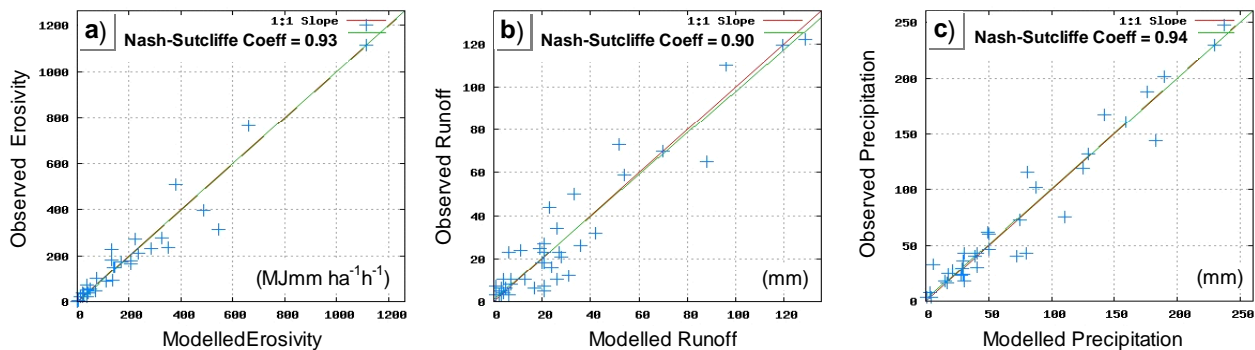 a)
1:1 Slope
Nash-Sutcliffe Coeff = 0.93
1200
1000
800
600
400
200
0
0 200 400 600 800 1000 1200
Observed Erosivity
(MJmm ha⁻¹h⁻¹)
ModelledErosivity
b)
1:1 Slope
Nash-Sutcliffe Coeff = 0.90
120
100
80
60
40
20
0
0 20 40 60 80 100 120
Observed Runoff
(mm)
Modelled Runoff
c)
1:1 Slope
Nash-Sutcliffe Coeff = 0.94
250
200
150
100
50
0
0 50 100 150 200 250
Observed Precipitation
(mm)
Modelled Precipitation